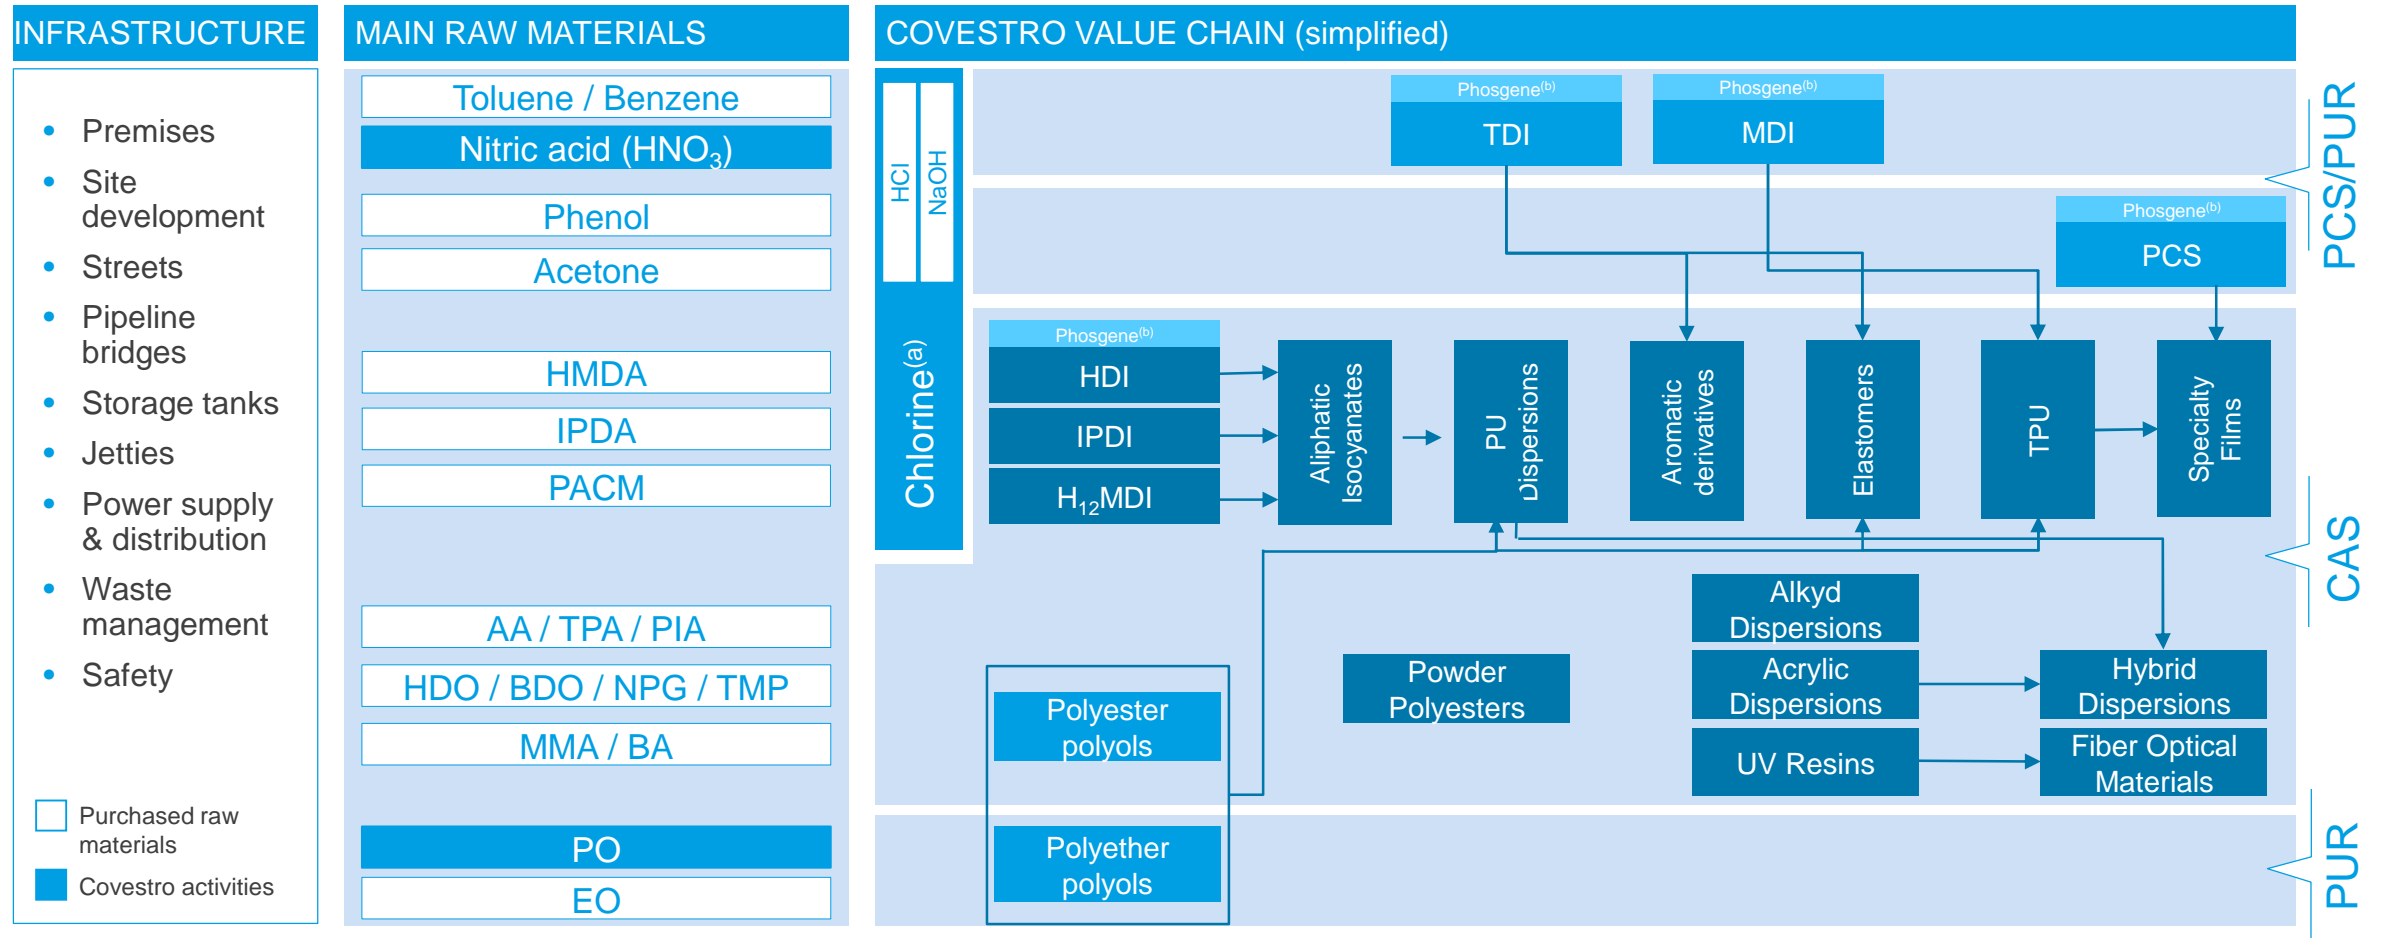 INFRASTRUCTURE
• Premises
• Site
development
• Streets
• Pipeline
bridges
• Storage tanks
• Jetties
• Power supply
& distribution
• Waste
management
• Safety
Purchased raw
materials
Covestro activities
MAIN RAW MATERIALS
Toluene / Benzene
Nitric acid (HNO₃)
Phenol
Acetone
HMDA
IPDA
PACM
AA / TPA / PIA
HDO / BDO / NPG / TMP
MMA / BA
PO
EO
COVESTRO VALUE CHAIN (simplified)
HCl
NaOH
Chlorine(a)
Phosgene(b)
TDI
Phosgene(b)
MDI
Phosgene(b)
PCS
Phosgene(b)
HDI
IPDI
H₁₂MDI
Aliphatic
Isocyanates
PU
Dispersions
Aromatic
derivatives
Elastomers
TPU
Specialty
Films
Alkyd
Dispersions
Powder
Polyesters
Acrylic
Dispersions
Hybrid
Dispersions
Polyester
polyols
UV Resins
Fiber Optical
Materials
Polyether
polyols
PCS/PUR
CAS
PUR